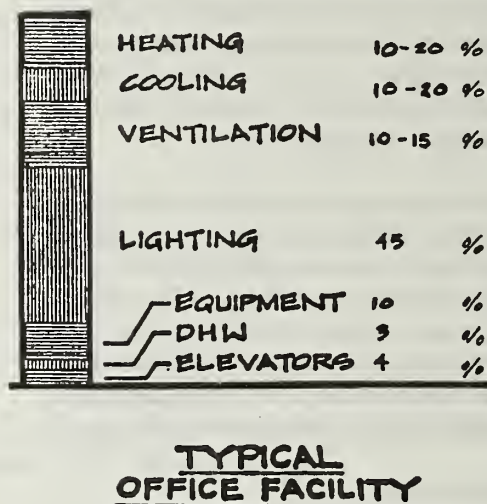 HEATING 10-20 %
COOLING 10-20 %
VENTILATION 10-15 %
LIGHTING 45 %
EQUIPMENT 10 %
DHW 3 %
ELEVATORS 4 %
TYPICAL
OFFICE FACILITY